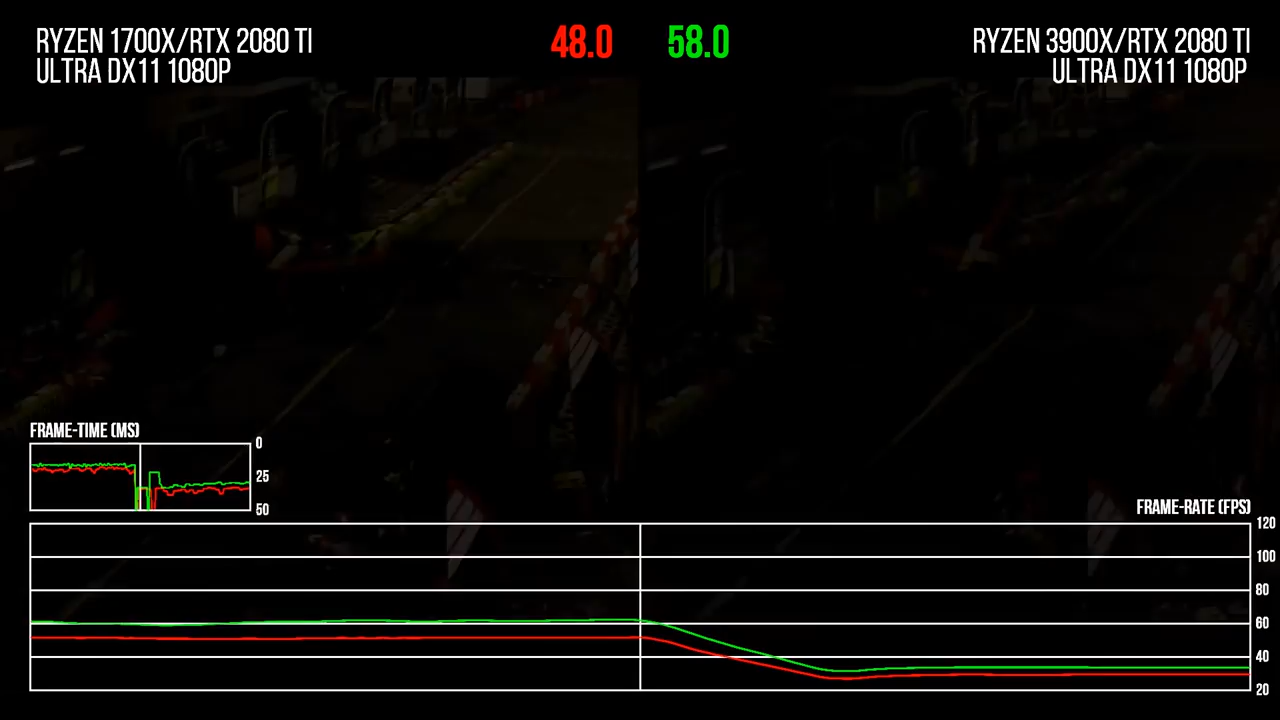 RYZEN 1700X/RTX 2080 TI
ULTRA DX11 1080P
48.0
58.0
RYZEN 3900X/RTX 2080 TI
ULTRA DX11 1080P
FRAME-TIME (MS)
0
25
50
FRAME-RATE (FPS)
120
100
80
60
40
20